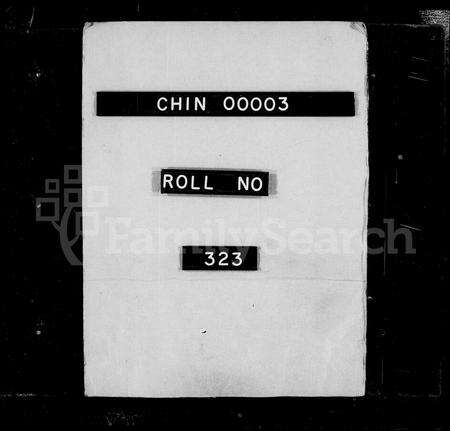 CHIN 00003
ROLL NO
FamilySearch
323